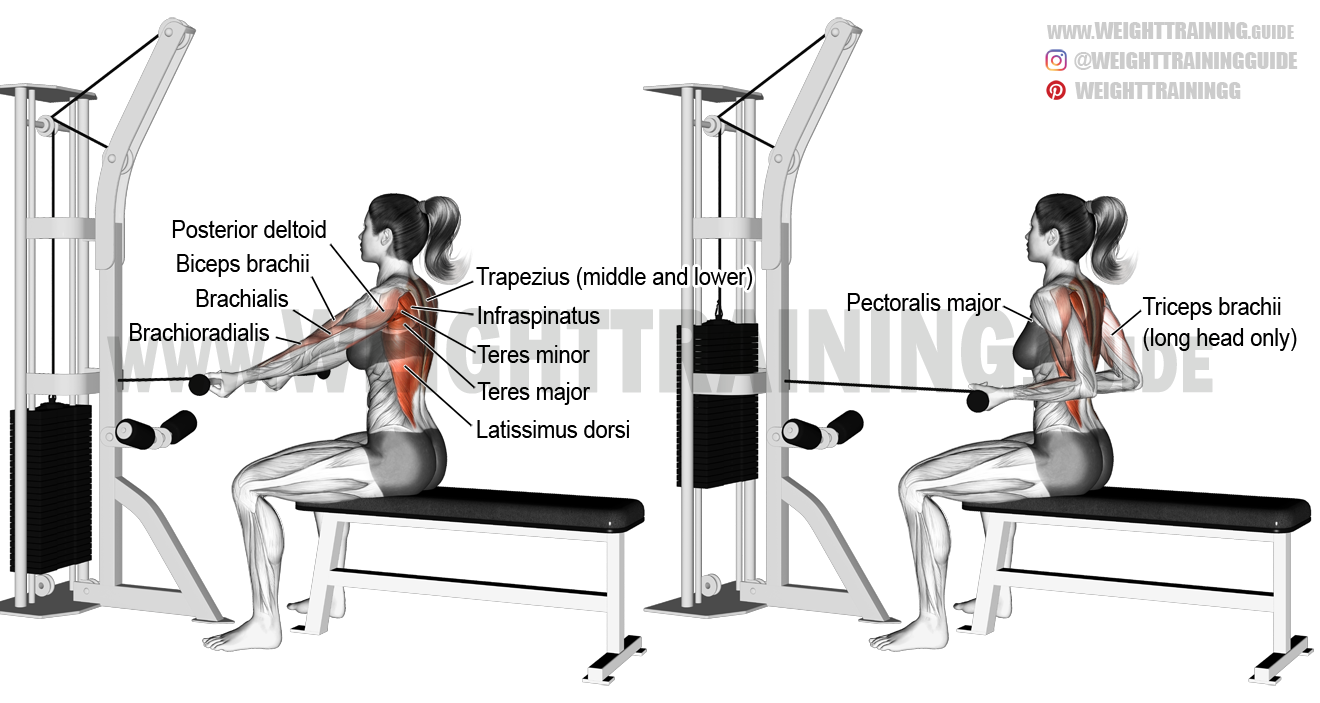 www.WEIGHTTRAINING.GUIDE
@WEIGHTTRAININGGUIDE
WEIGHTTRAININGG
Posterior deltoid
Biceps brachii
Brachialis
Brachioradialis
Trapezius (middle and lower)
Infraspinatus
Teres minor
Teres major
Latissimus dorsi
Pectoralis major
Triceps brachii
(long head only)
www.WEIGHTTRAINING.GUIDE